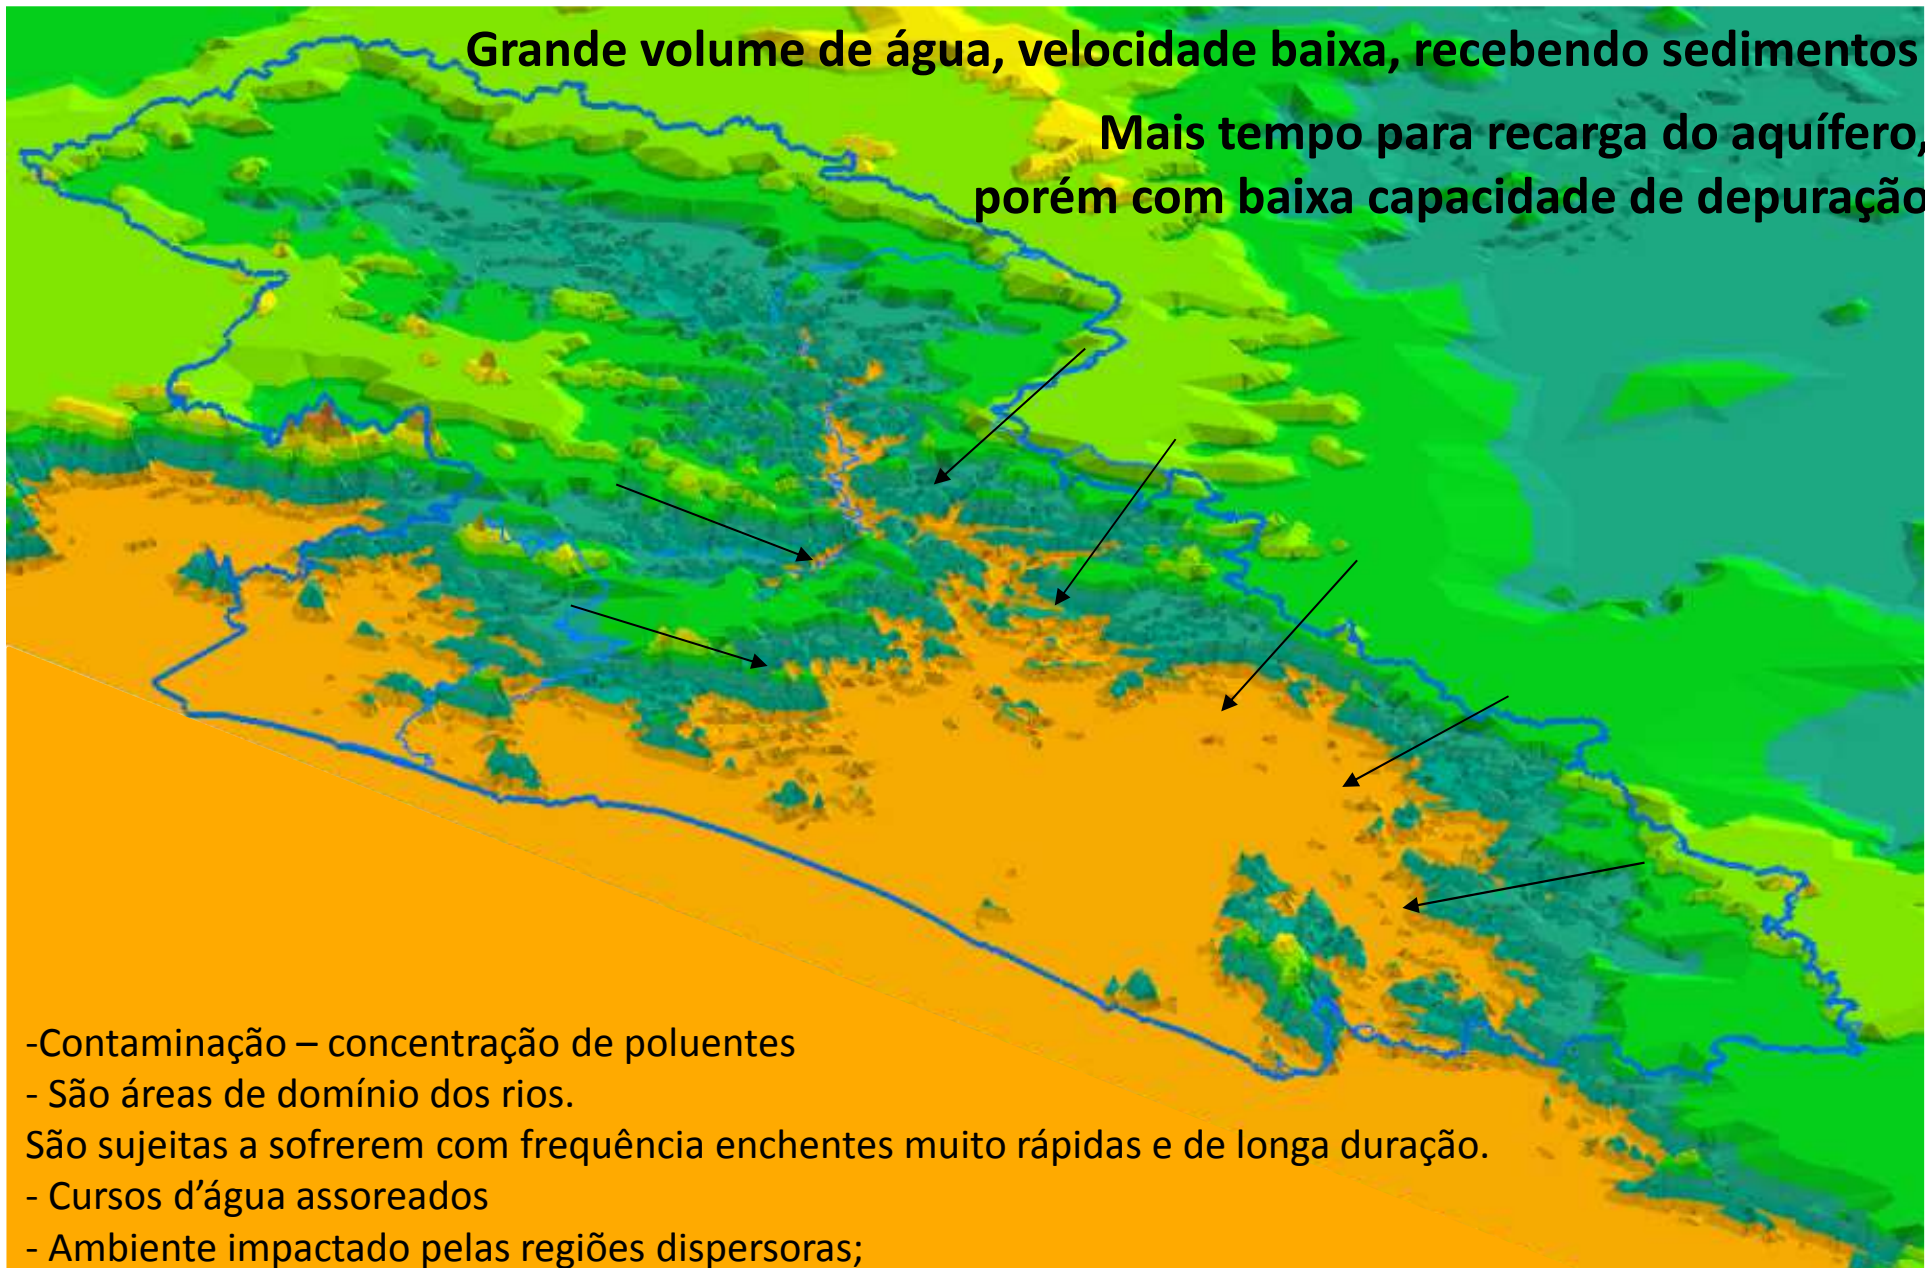 Grande volume de água, velocidade baixa, recebendo sedimentos
Mais tempo para recarga do aquífero,
porém com baixa capacidade de depuração
-Contaminação – concentração de poluentes
- São áreas de domínio dos rios.
São sujeitas a sofrerem com frequência enchentes muito rápidas e de longa duração.
- Cursos d’água assoreados
- Ambiente impactado pelas regiões dispersoras;